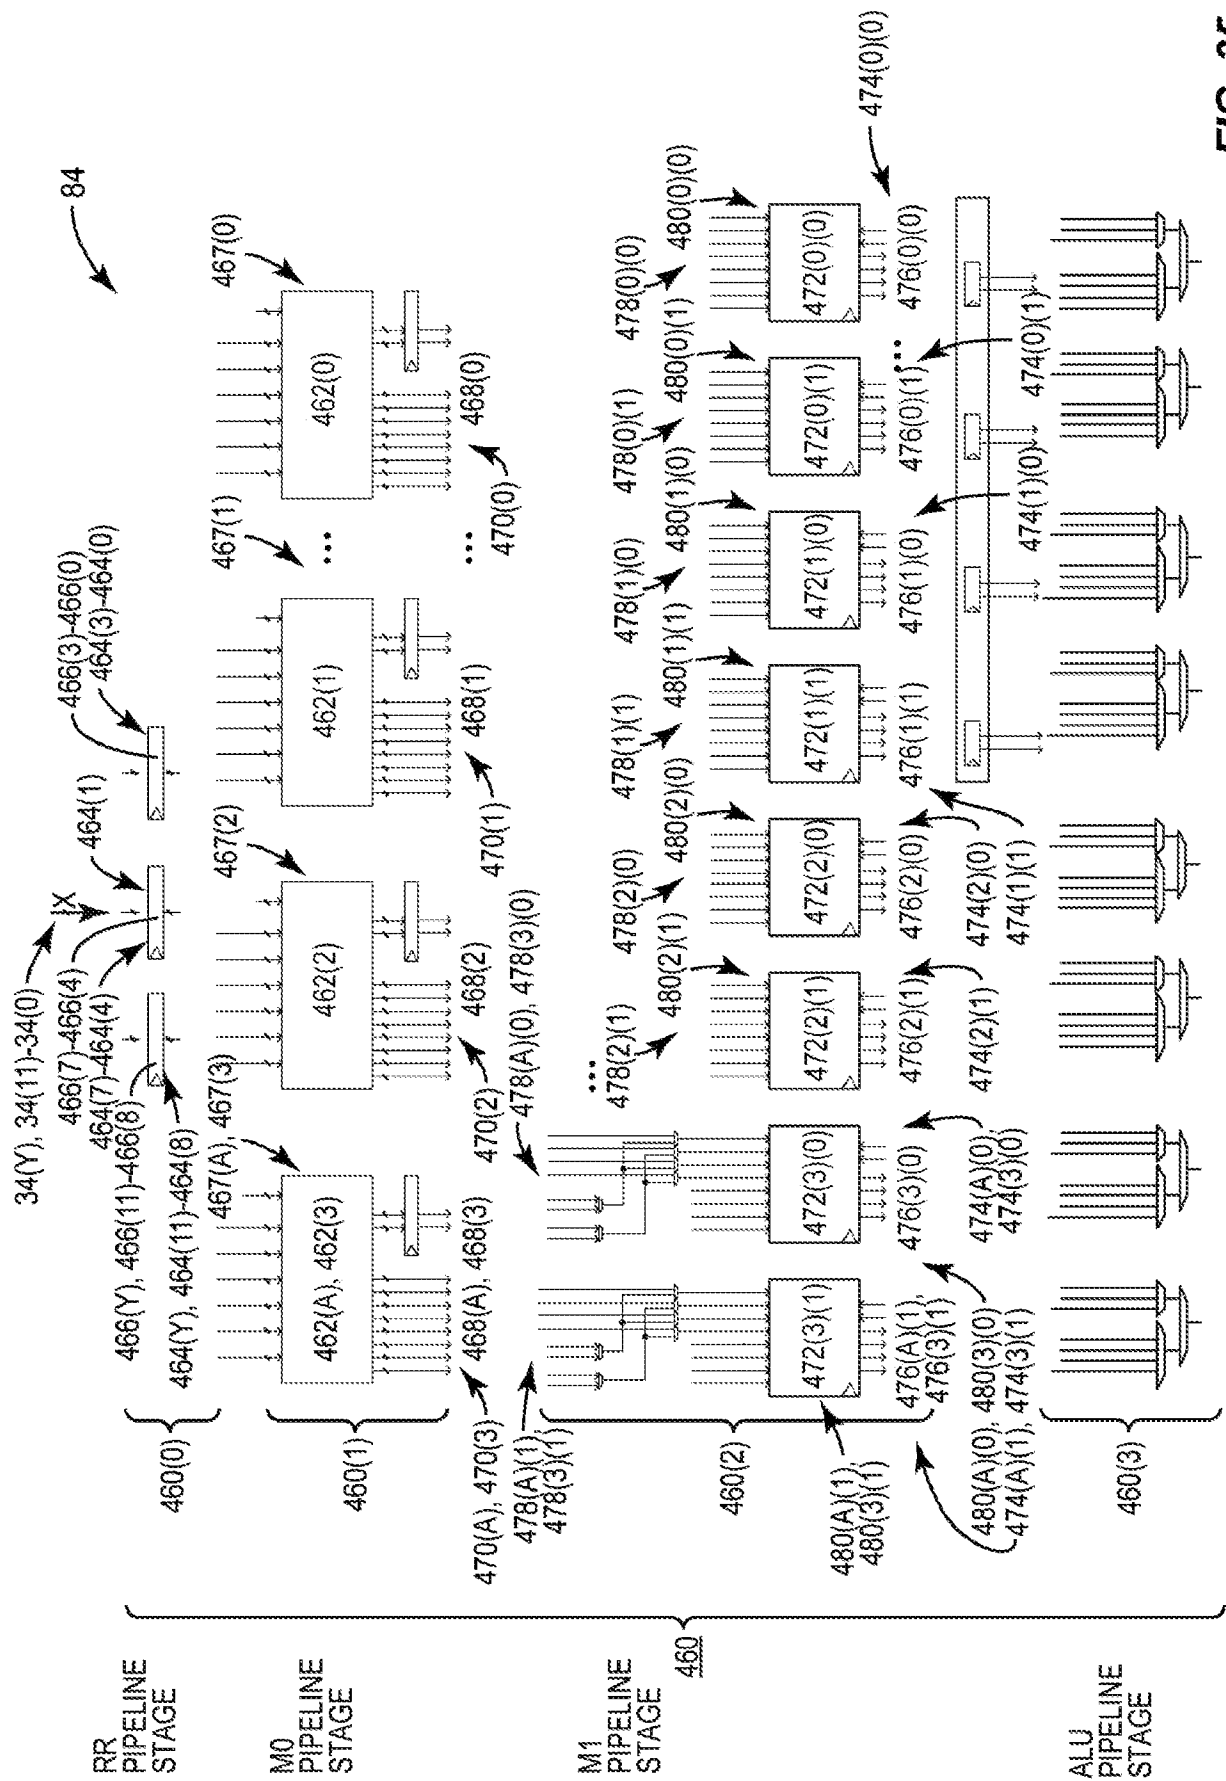 84
34(Y), 34(11)-34(0)
X
466(3)-466(0)
464(3)-464(0)
464(1)
466(7)-466(4)
464(7)-464(4)
466(Y), 466(11)-466(8)
464(Y), 464(11)-464(8)
RR
PIPELINE
STAGE
460(0)
467(A), 467(3)
467(2)
467(1)
467(0)
M0
PIPELINE
STAGE
460(1)
462(A), 462(3)
462(2)
462(1)
•••
462(0)
468(A), 468(3)
468(2)
468(1)
•••
468(0)
470(A), 470(3)
470(2)
470(1)
470(0)
460
478(A)(1),
478(3)(1)
478(A)(0), 478(3)(0)
•••
478(2)(1)
478(2)(0)
478(1)(1)
478(1)(0)
478(0)(1)
478(0)(0)
480(2)(1)
480(2)(0)
480(1)(1)
480(1)(0)
480(0)(1)
480(0)(0)
M1
PIPELINE
STAGE
460(2)
472(3)(1)
472(3)(0)
472(2)(1)
472(2)(0)
472(1)(1)
472(1)(0)
472(0)(1)
472(0)(0)
480(A)(1),
480(3)(1)
476(A)(1),
476(3)(1)
476(3)(0)
476(2)(1)
476(2)(0)
476(1)(1)
476(1)(0)
476(0)(1)
•••
476(0)(0)
474(0)(0)
480(A)(0), 480(3)(0)
474(A)(1), 474(3)(1)
474(A)(0),
474(3)(0)
474(2)(1)
474(2)(0)
474(1)(1)
474(1)(0)
474(0)(1)
ALU
PIPELINE
STAGE
460(3)
FIG.